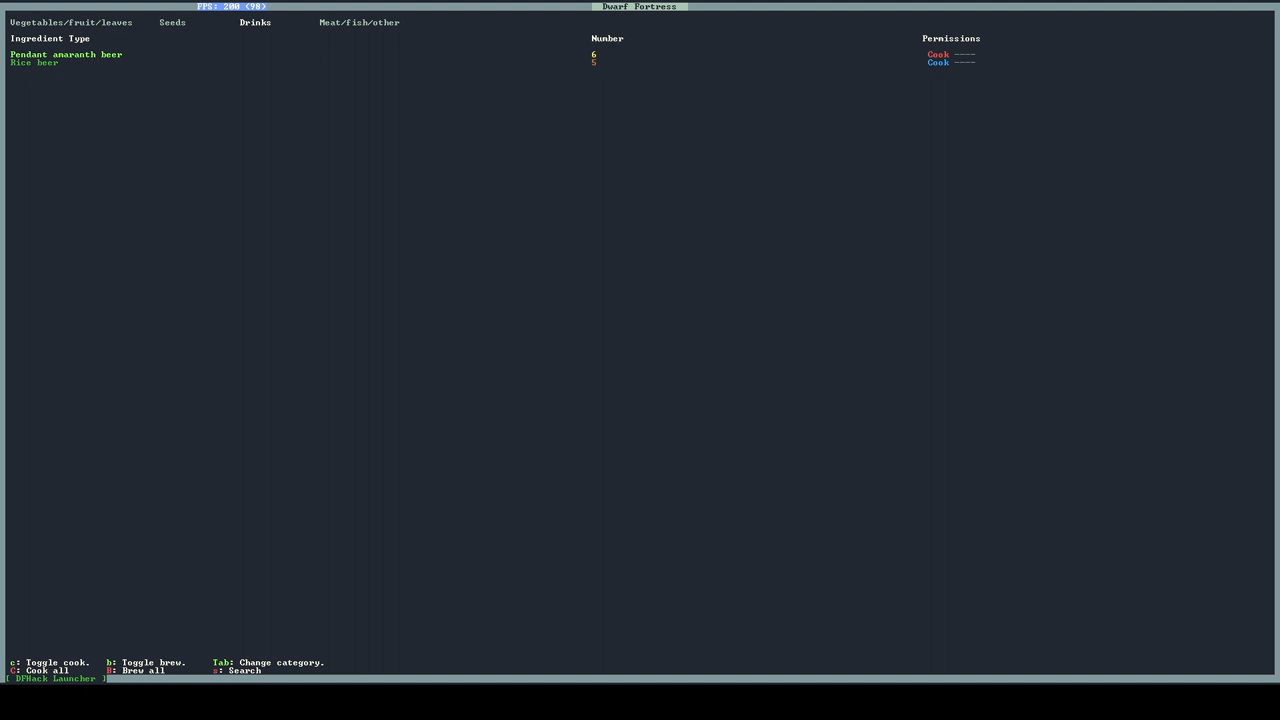 FPS: 200 (98) Dwarf Fortress
Vegetables/fruit/leaves Seeds Drinks Meat/fish/other
Ingredient Type Number Permissions
Pendant amaranth beer 6 Cook ----
Rice beer 5 Cook ----
c: Toggle cook. b: Toggle brew. Tab: Change category.
C: Cook all B: Brew all s: Search
[ DFHack Launcher ]